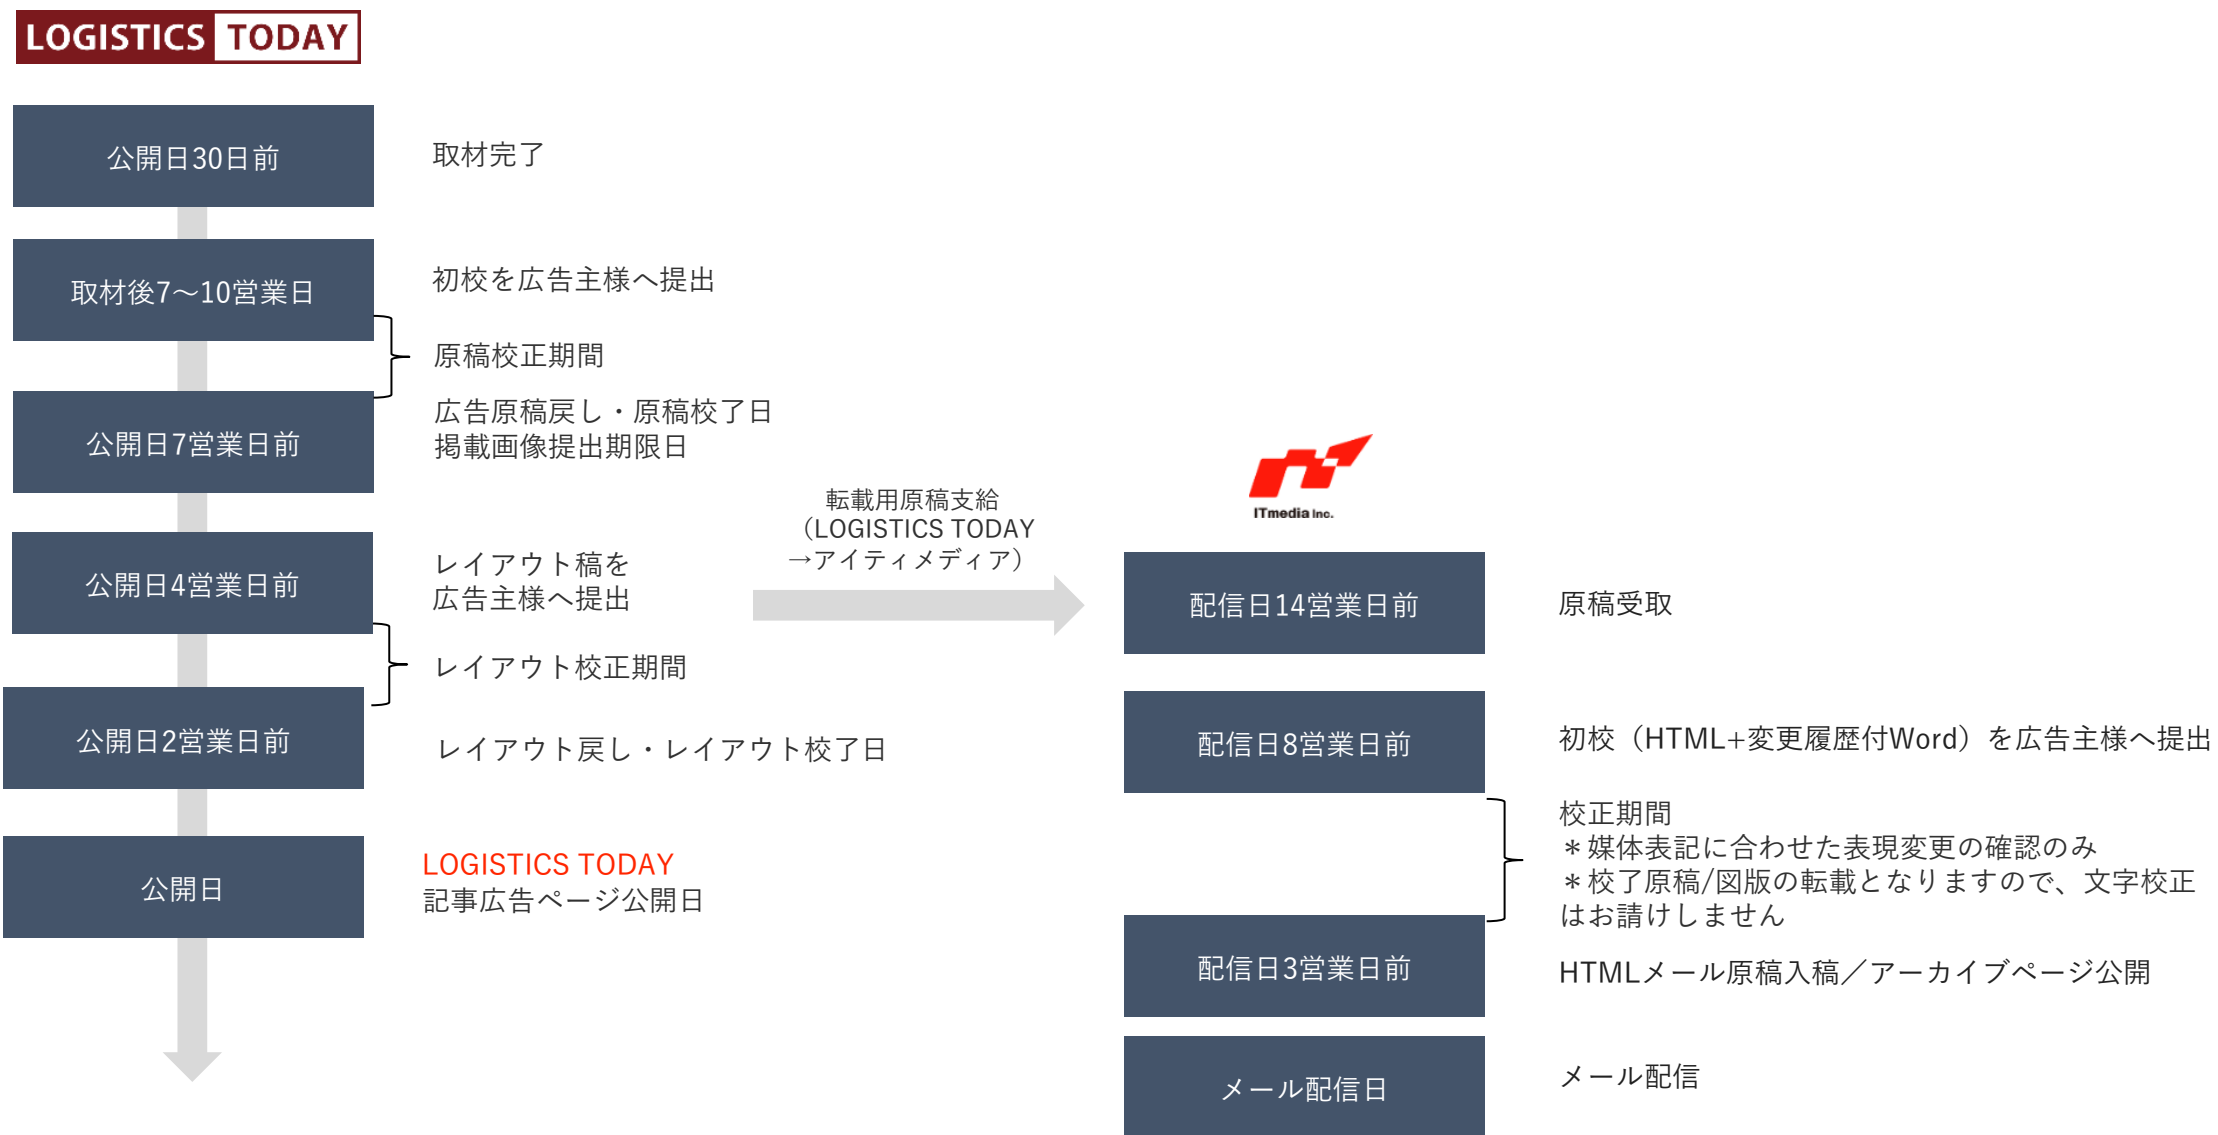 LOGISTICS TODAY
公開日30日前
取材完了
取材後7～10営業日
初校を広告主様へ提出
原稿校正期間
公開日7営業日前
広告原稿戻し・原稿校了日
掲載画像提出期限日
公開日4営業日前
レイアウト稿を
広告主様へ提出
レイアウト校正期間
公開日2営業日前
レイアウト戻し・レイアウト校了日
公開日
LOGISTICS TODAY
記事広告ページ公開日
転載用原稿支給
（LOGISTICS TODAY
→アイティメディア）
ITmedia Inc.
配信日14営業日前
原稿受取
配信日8営業日前
初校（HTML+変更履歴付Word）を広告主様へ提出
校正期間
＊媒体表記に合わせた表現変更の確認のみ
＊校了原稿/図版の転載となりますので、文字校正
はお請けしません
配信日3営業日前
HTMLメール原稿入稿／アーカイブページ公開
メール配信日
メール配信